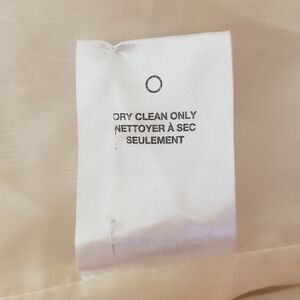 DRY CLEAN ONLY
NETTOYER À SEC
SEULEMENT